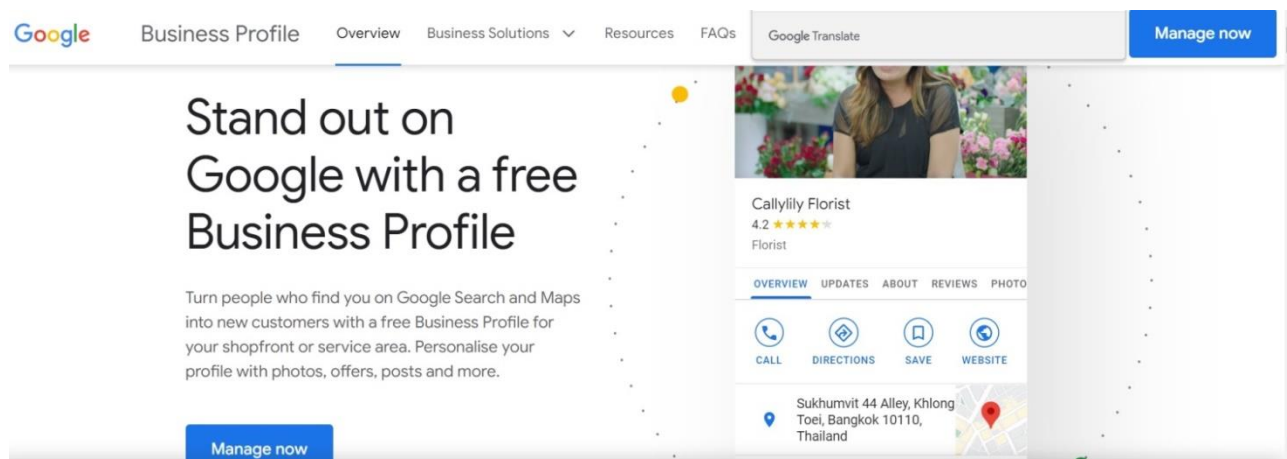 Google Business Profile Overview Business Solutions Resources FAQs Google Translate Manage now
Stand out on
Google with a free
Business Profile
Turn people who find you on Google Search and Maps
into new customers with a free Business Profile for
your shopfront or service area. Personalise your
profile with photos, offers, posts and more.
Manage now
Callylily Florist
4.2
Florist
OVERVIEW UPDATES ABOUT REVIEWS PHOTO
CALL DIRECTIONS SAVE WEBSITE
Sukhumvit 44 Alley, Khlong
Toei, Bangkok 10110,
Thailand